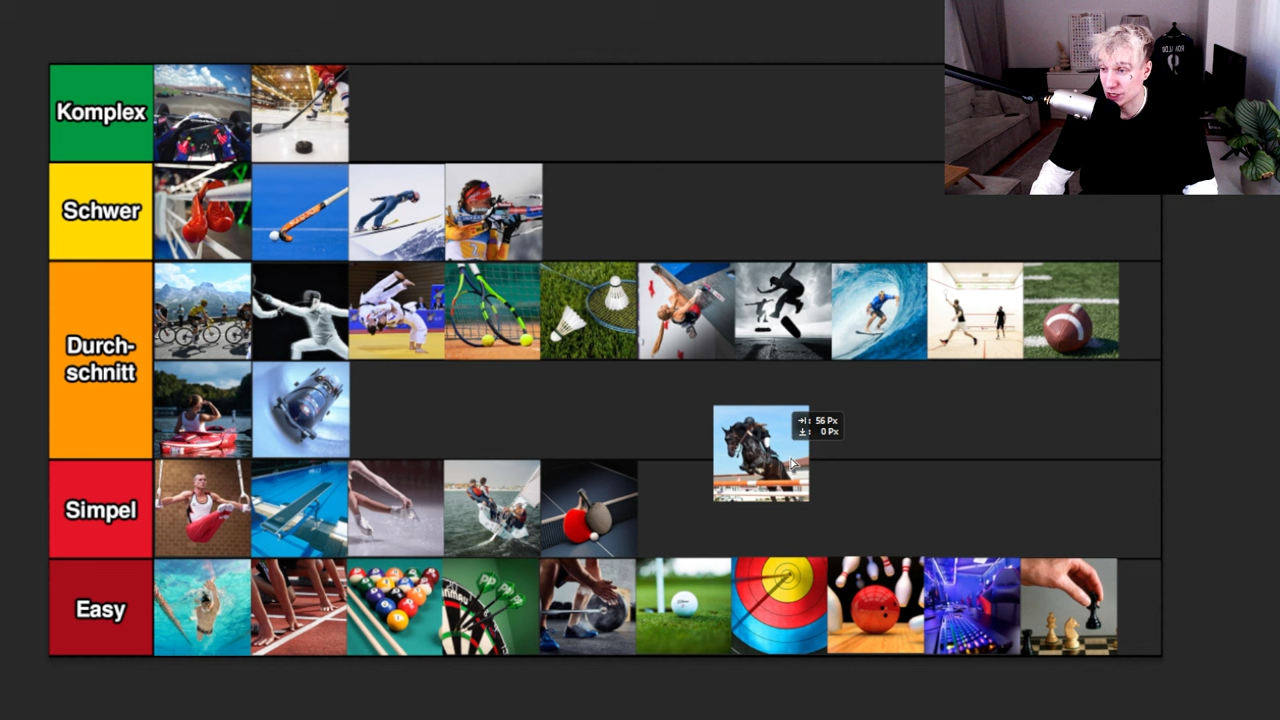 Komplex
Schwer
Durch-
schnitt
Simpel
Easy
56 Px
0 Px